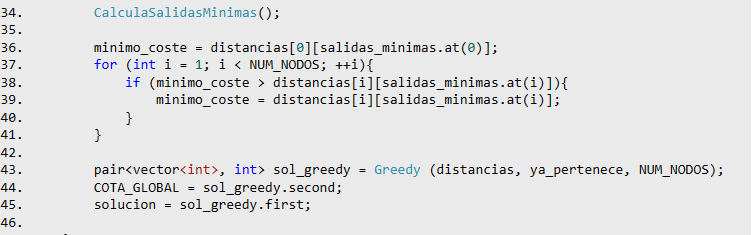 34.         CalculaSalidasMinimas();
35.
36.         minimo_coste = distancias[0][salidas_minimas.at(0)];
37.         for (int i = 1; i < NUM_NODOS; ++i){
38.             if (minimo_coste > distancias[i][salidas_minimas.at(i)]){
39.                 minimo_coste = distancias[i][salidas_minimas.at(i)];
40.             }
41.         }
42.
43.         pair<vector<int>, int> sol_greedy = Greedy (distancias, ya_pertenece, NUM_NODOS);
44.         COTA_GLOBAL = sol_greedy.second;
45.         solucion = sol_greedy.first;
46.